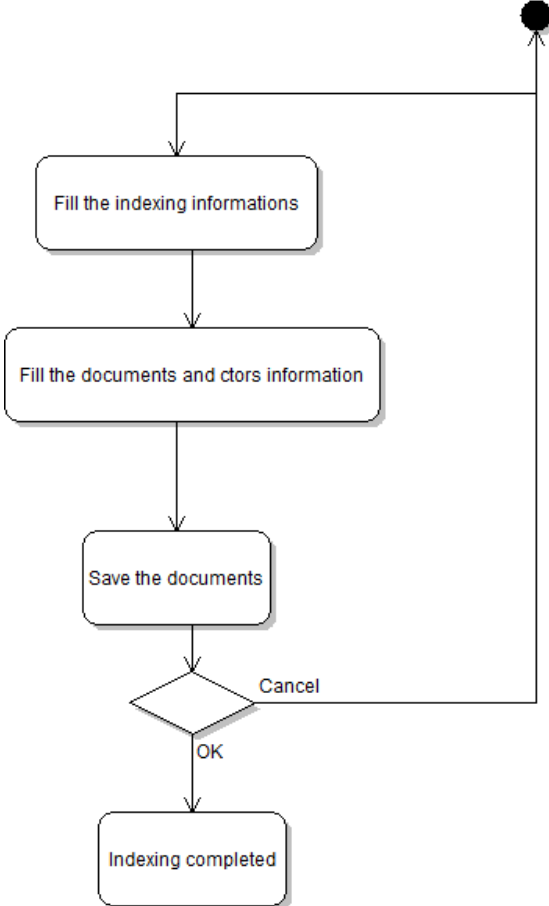 Fill the indexing informations
Fill the documents and ctors information
Save the documents
Cancel
OK
Indexing completed